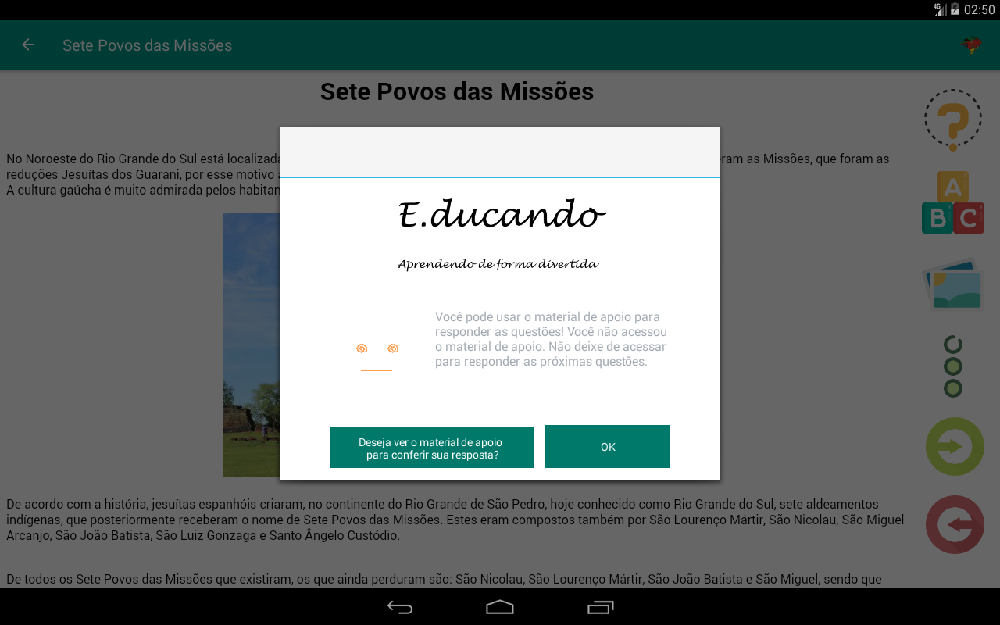 4G 02:50
Sete Povos das Missões
Sete Povos das Missões
No Noroeste do Rio Grande do Sul está localizada eram as Missões, que foram as
reduções Jesuítas dos Guarani, por esse motivo
A cultura gaúcha é muito admirada pelos
A
B C
E.ducando
Aprendendo de forma divertida
Você pode usar o material de apoio para
responder as questões! Você não acessou
o material de apoio. Não deixe de acessar
para responder as próximas questões.
Deseja ver o material de apoio
para conferir sua resposta?
OK
De acordo com a história, jesuítas espanhóis criaram, no continente do Rio Grande de São Pedro, hoje conhecido como Rio Grande do Sul, sete aldeamentos
indígenas, que posteriormente receberam o nome de Sete Povos das Missões. Estes eram compostos também por São Lourenço Mártir, São Nicolau, São Miguel
Arcanjo, São João Batista, São Luiz Gonzaga e Santo Ângelo Custódio.
De todos os Sete Povos das Missões que existiram, os que ainda perduram são: São Nicolau, São Lourenço Mártir, São João Batista e São Miguel, sendo que